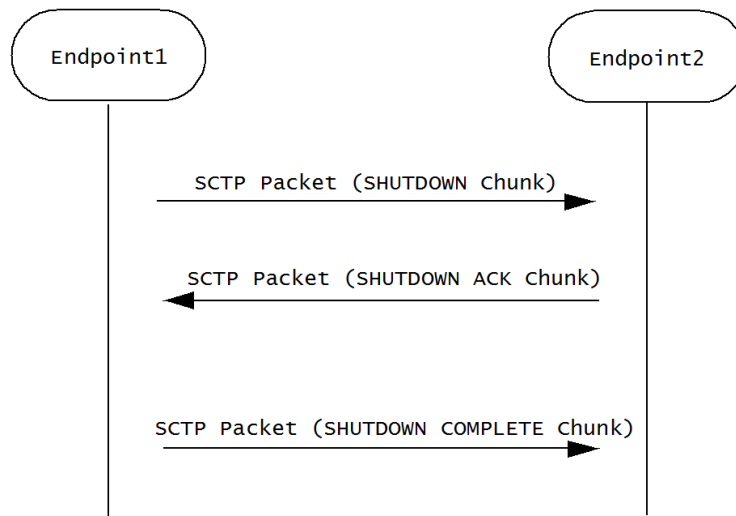 Endpoint1
Endpoint2
SCTP Packet (SHUTDOWN Chunk)
SCTP Packet (SHUTDOWN ACK Chunk)
SCTP Packet (SHUTDOWN COMPLETE Chunk)